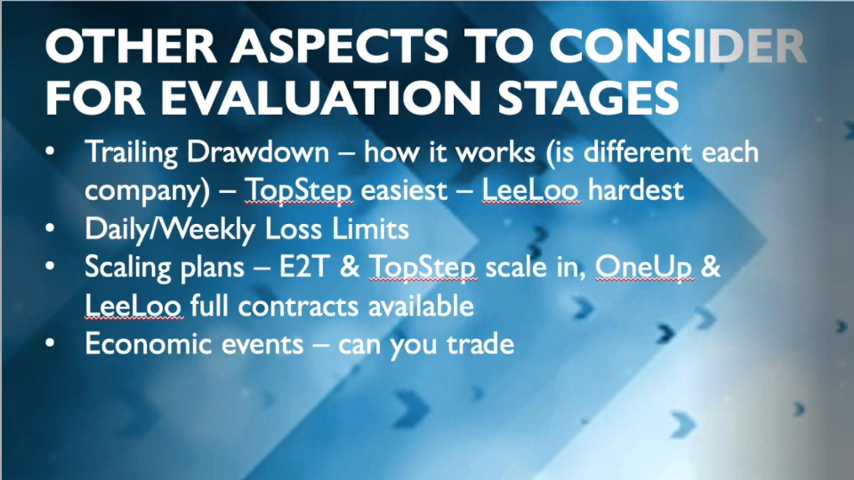 OTHER ASPECTS TO CONSIDER
FOR EVALUATION STAGES
• Trailing Drawdown – how it works (is different each
company) – TopStep easiest – LeeLoo hardest
• Daily/Weekly Loss Limits
• Scaling plans – E2T & TopStep scale in, OneUp &
LeeLoo full contracts available
• Economic events – can you trade